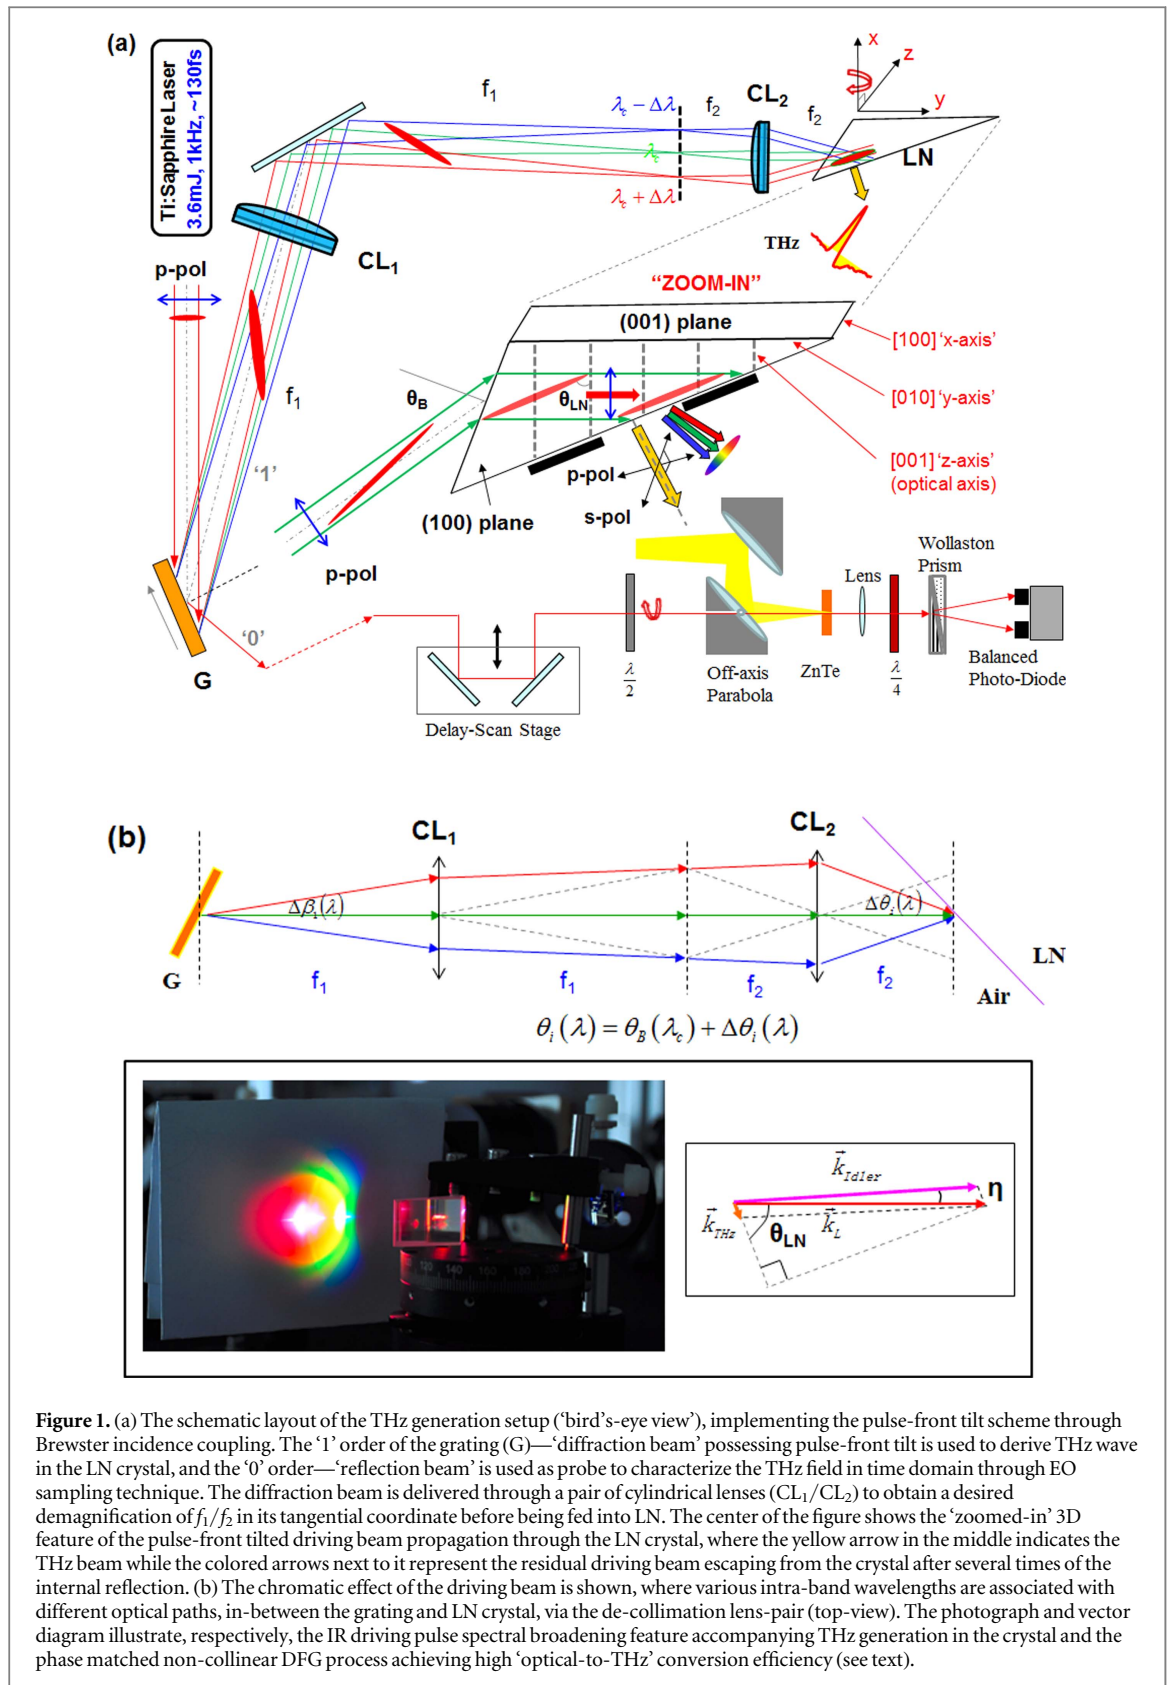 (a)
Ti:Sapphire Laser
3.6mJ, 1kHz, ~130fs
f₁
λc − Δλ
f₂
CL₂
f₂
x
z
y
λc
LN
λc + Δλ
CL₁
THz
p-pol
"ZOOM-IN"
(001) plane
[100] 'x-axis'
θB
f₁
θLN
[010] 'y-axis'
'1'
[001] 'z-axis'
(optical axis)
p-pol
s-pol
(100) plane
p-pol
Wollaston
Prism
Lens
'0'
G
λ/2
Off-axis
Parabola
ZnTe
λ/4
Balanced
Photo-Diode
Delay-Scan Stage
(b)
CL₁
CL₂
Δβ₁(λ)
Δθi(λ)
G
f₁
f₁
f₂
f₂
LN
Air
θi(λ) = θB(λc) + Δθi(λ)
k⃗Idler
η
k⃗THz
θLN
k⃗L
120 140 160 180
Figure 1. (a) The schematic layout of the THz generation setup ('bird's-eye view'), implementing the pulse-front tilt scheme through
Brewster incidence coupling. The '1' order of the grating (G)—'diffraction beam' possessing pulse-front tilt is used to derive THz wave
in the LN crystal, and the '0' order—'reflection beam' is used as probe to characterize the THz field in time domain through EO
sampling technique. The diffraction beam is delivered through a pair of cylindrical lenses (CL₁/CL₂) to obtain a desired
demagnification of f₁/f₂ in its tangential coordinate before being fed into LN. The center of the figure shows the 'zoomed-in' 3D
feature of the pulse-front tilted driving beam propagation through the LN crystal, where the yellow arrow in the middle indicates the
THz beam while the colored arrows next to it represent the residual driving beam escaping from the crystal after several times of the
internal reflection. (b) The chromatic effect of the driving beam is shown, where various intra-band wavelengths are associated with
different optical paths, in-between the grating and LN crystal, via the de-collimation lens-pair (top-view). The photograph and vector
diagram illustrate, respectively, the IR driving pulse spectral broadening feature accompanying THz generation in the crystal and the
phase matched non-collinear DFG process achieving high 'optical-to-THz' conversion efficiency (see text).